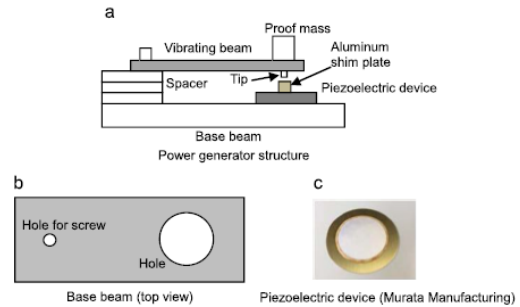 a
Proof mass
Vibrating beam
Aluminum
shim plate
Tip
Spacer
Piezoelectric device
Base beam
Power generator structure
b
c
Hole for screw
Hole
Base beam (top view)
Piezoelectric device (Murata Manufacturing)